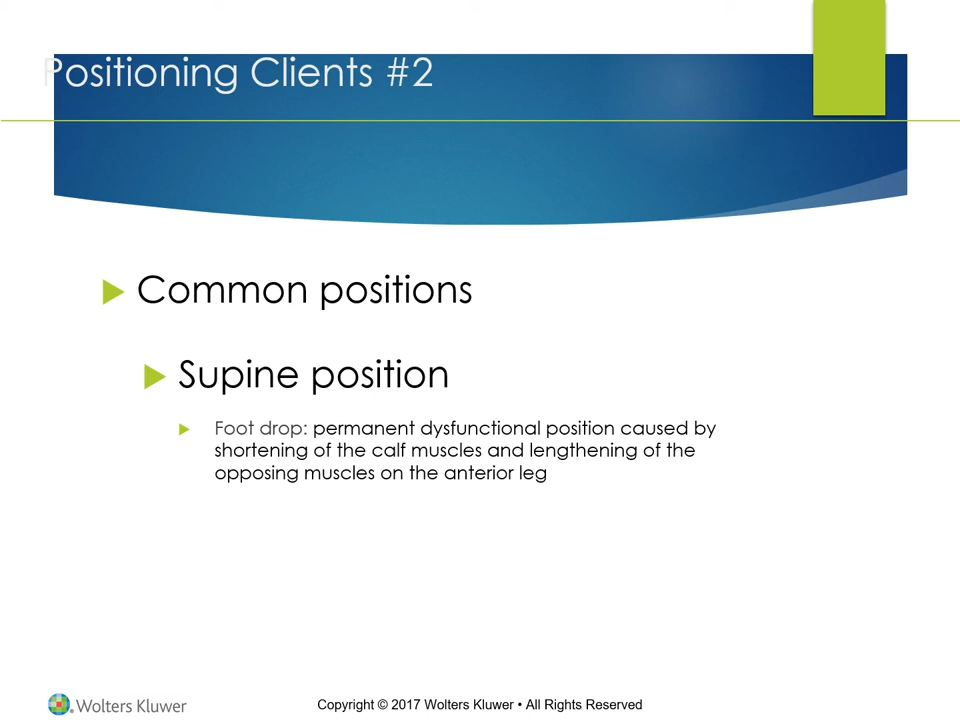 Positioning Clients #2
Common positions
Supine position
Foot drop: permanent dysfunctional position caused by
shortening of the calf muscles and lengthening of the
opposing muscles on the anterior leg
Wolters Kluwer
Copyright © 2017 Wolters Kluwer • All Rights Reserved